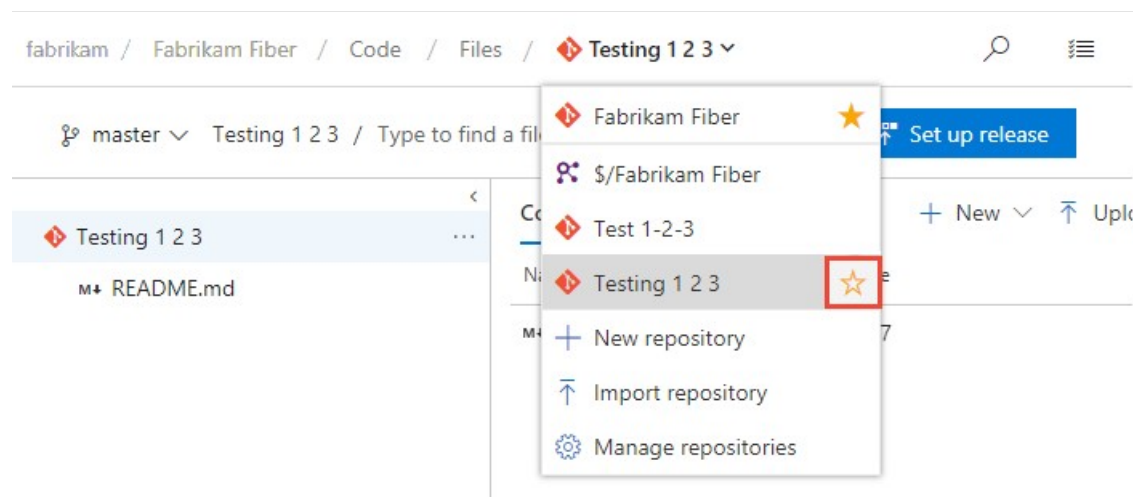 fabrikam / Fabrikam Fiber / Code / Files / Testing 1 2 3
master Testing 1 2 3 / Type to find a
Set up release
Fabrikam Fiber
$/Fabrikam Fiber
Test 1-2-3
Testing 1 2 3
New repository
Import repository
Manage repositories
Testing 1 2 3 ...
M↓ README.md
+ New
7